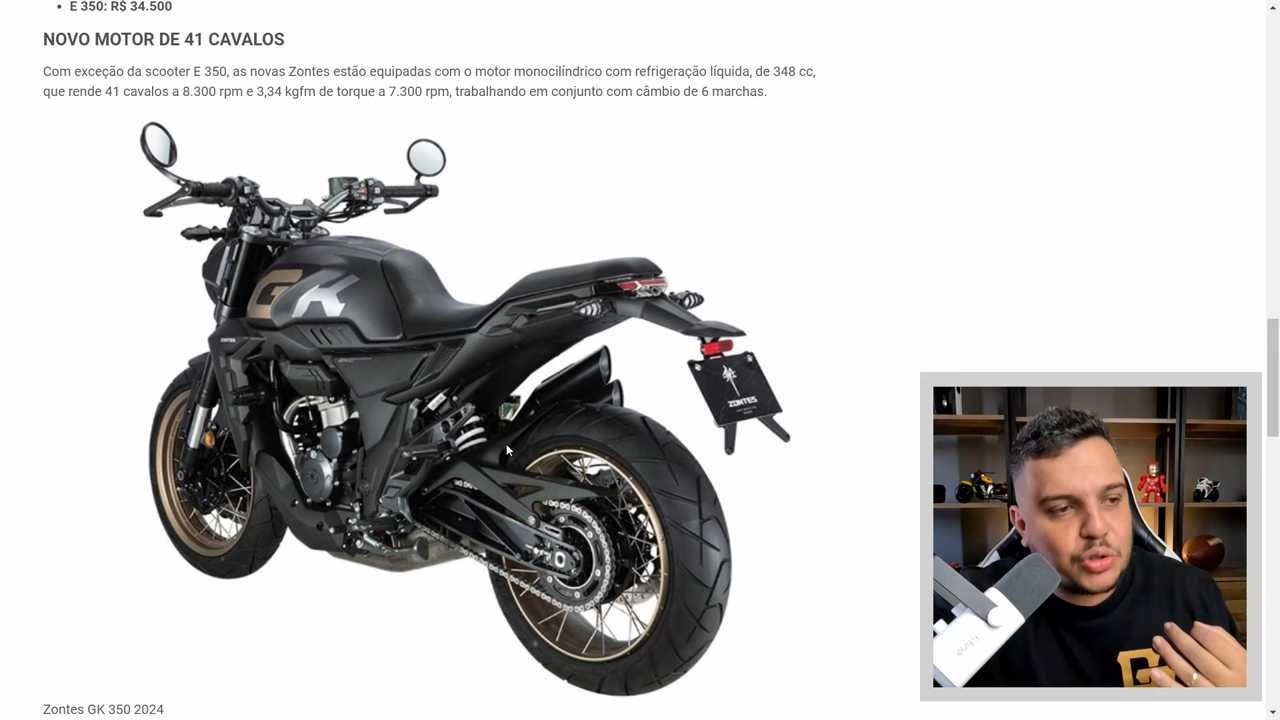 • E 350: R$ 34.500
NOVO MOTOR DE 41 CAVALOS
Com exceção da scooter E 350, as novas Zontes estão equipadas com o motor monocilíndrico com refrigeração líquida, de 348 cc,
que rende 41 cavalos a 8.300 rpm e 3,34 kgfm de torque a 7.300 rpm, trabalhando em conjunto com câmbio de 6 marchas.
GK
ZONTES
ZONTES
fifine
Zontes GK 350 2024